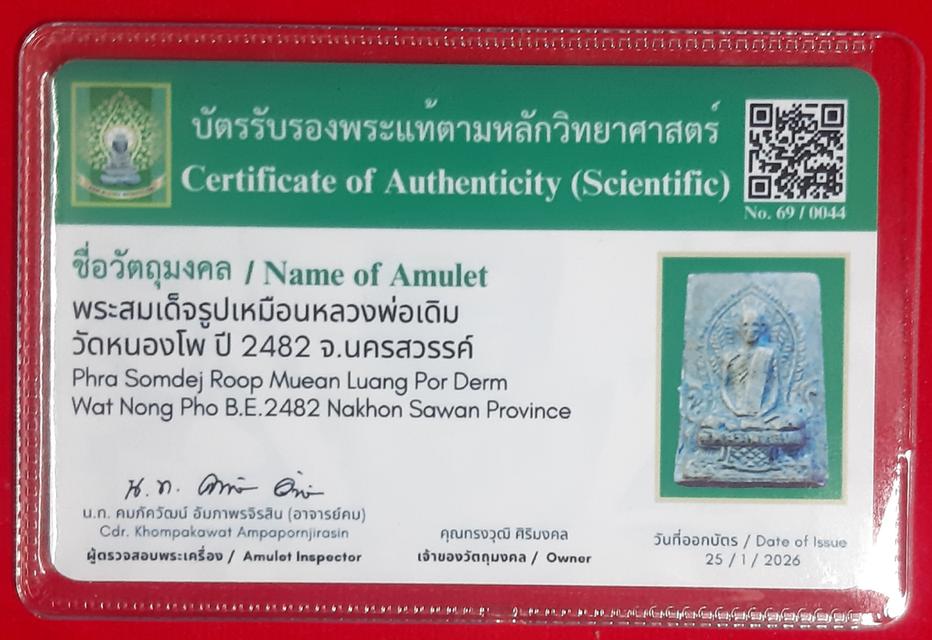 บัตรรับรองพระแท้ตามหลักวิทยาศาสตร์
Certificate of Authenticity (Scientific)
No. 69 / 0044
ชื่อวัตถุมงคล / Name of Amulet
พระสมเด็จรูปเหมือนหลวงพ่อเดิม
วัดหนองโพ ปี 2482 จ.นครสวรรค์
Phra Somdej Roop Muean Luang Por Derm
Wat Nong Pho B.E.2482 Nakhon Sawan Province
น.ท.
น.ท. คมภัควัฒน์ อัมภาพรจิรสิน (อาจารย์คม)
Cdr. Khompakawat Ampapornjirasin
ผู้ตรวจสอบพระเครื่อง / Amulet Inspector
คุณทรงวุฒิ ศิริมงคล
เจ้าของวัตถุมงคล / Owner
วันที่ออกบัตร / Date of Issue
25 / 1 / 2026